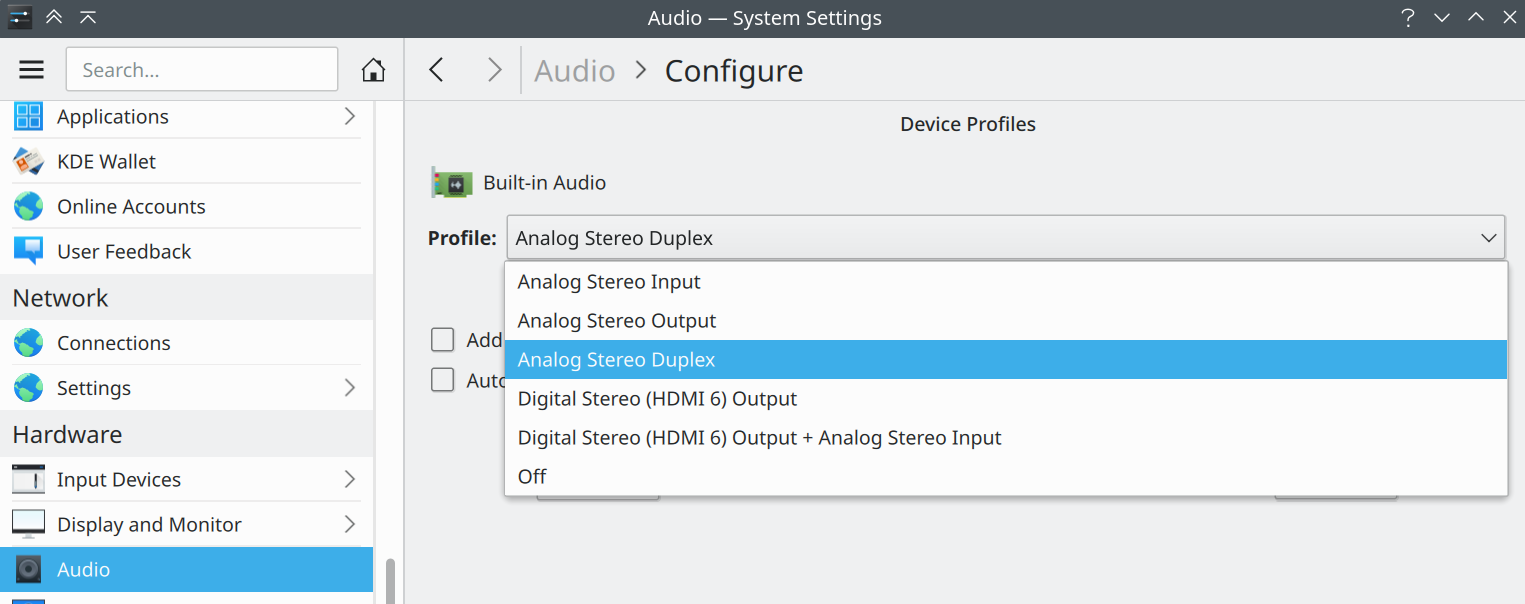 Audio — System Settings
Search...
Audio > Configure
Applications
KDE Wallet
Online Accounts
User Feedback
Network
Connections
Settings
Hardware
Input Devices
Display and Monitor
Audio
Device Profiles
Built-in Audio
Profile: Analog Stereo Duplex
Analog Stereo Input
Analog Stereo Output
Analog Stereo Duplex
Digital Stereo (HDMI 6) Output
Digital Stereo (HDMI 6) Output + Analog Stereo Input
Off
Add